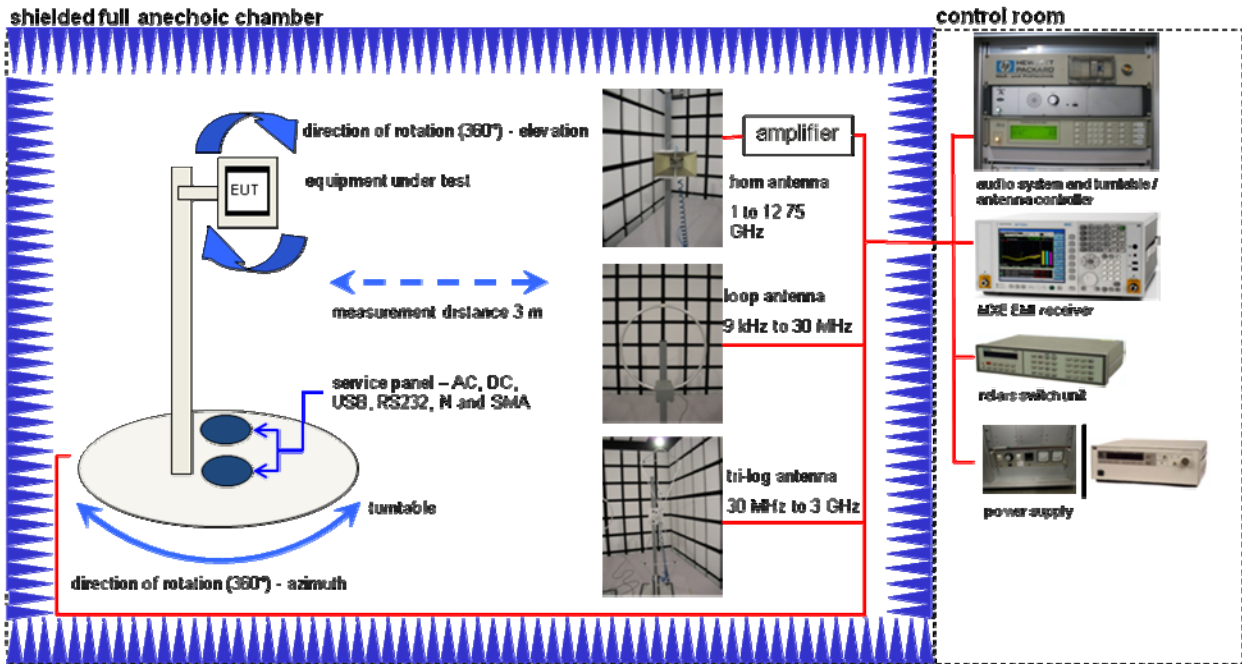 shielded full anechoic chamber
control room
direction of rotation (360°) - elevation
EUT
equipment under test
measurement distance 3 m
service panel – AC, DC,
USB, RS232, N and SMA
turntable
direction of rotation (360°) - azimuth
amplifier
horn antenna
1 to 12 75
GHz
loop antenna
9 kHz to 30 MHz
tri-log antenna
30 MHz to 3 GHz
HEWLETT
PACKARD
audio system and turntable /
antenna controller
MXE EMI receiver
relais switch unit
power supply